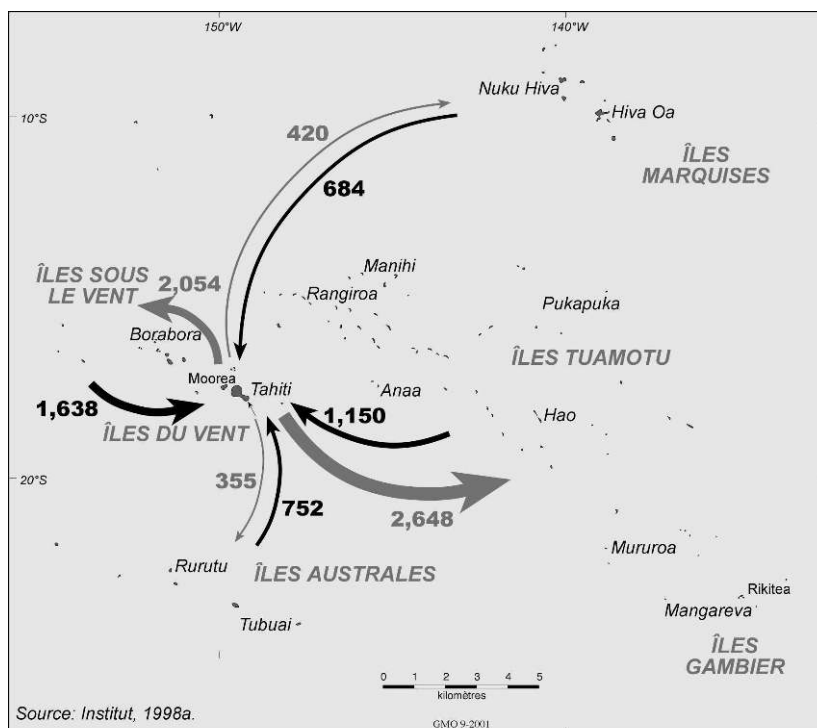 150°W
140°W
Nuku Hiva
10°S
Hiva Oa
420
ÎLES
MARQUISES
684
Manihi
ÎLES SOUS
LE VENT
2,054
Rangiroa
Pukapuka
Borabora
ÎLES TUAMOTU
Moorea
Tahiti
Anaa
1,638
1,150
Hao
ÎLES DU VENT
20°S
355
752
2,648
Mururoa
Rururtu
ÎLES AUSTRALES
Rikitea
Mangareva
Tubuai
ÎLES
GAMBIER
0 1 2 3 4 5
kilomètres
Source: Institut, 1998a.
GMO 9-2001